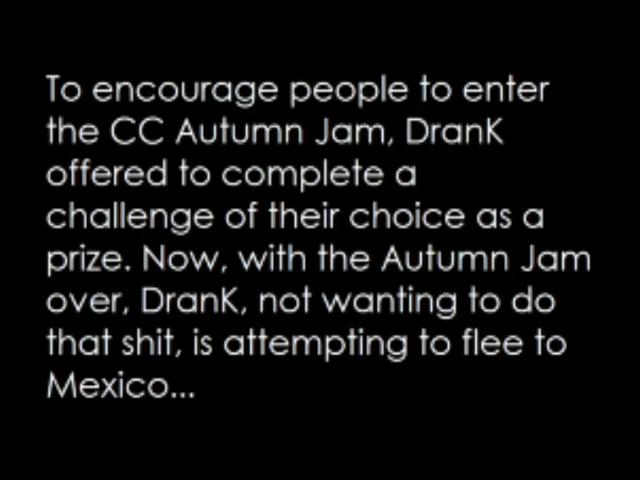 To encourage people to enter
the CC Autumn Jam, DranK
offered to complete a
challenge of their choice as a
prize. Now, with the Autumn Jam
over, DranK, not wanting to do
that shit, is attempting to flee to
Mexico...